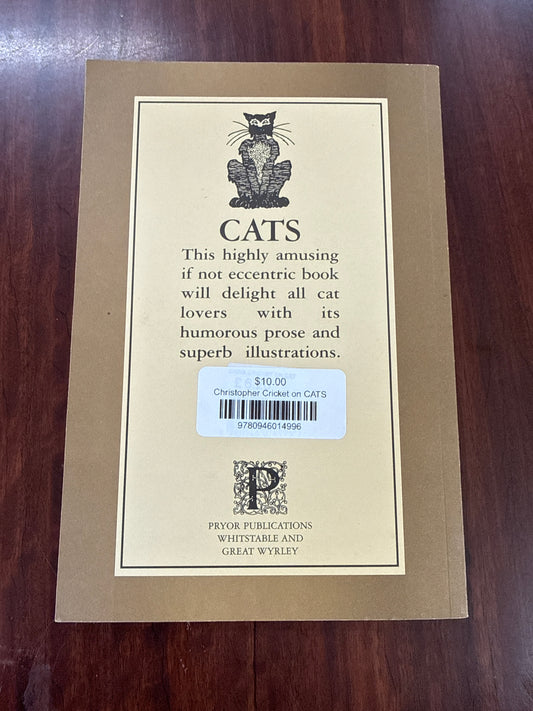 CATS
This highly amusing
if not eccentric book
will delight all cat
lovers with its
humorous prose and
superb illustrations.
$10.00
Christopher Cricket on CATS
9780946014996
P
PRYOR PUBLICATIONS
WHITSTABLE AND
GREAT WYRLEY